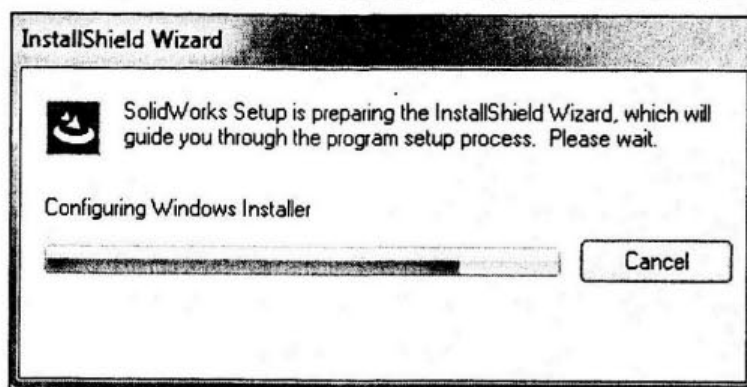 InstallShield Wizard
SolidWorks Setup is preparing the InstallShield Wizard, which will
guide you through the program setup process. Please wait.
Configuring Windows Installer
Cancel